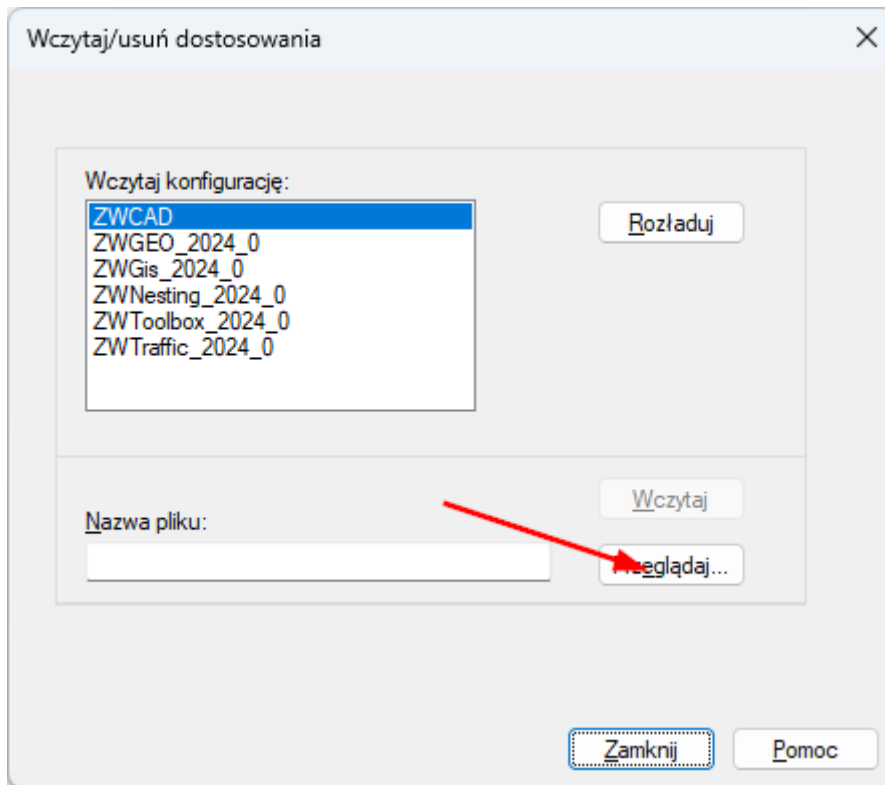 Wczytaj/usuń dostosowania
Wczytaj konfigurację:
ZWCAD
ZWGEO_2024_0
ZWGis_2024_0
ZWNesting_2024_0
ZWToolbox_2024_0
ZWTraffic_2024_0
Rozładuj
Wczytaj
Nazwa pliku:
Przeglądaj...
Zamknij
Pomoc